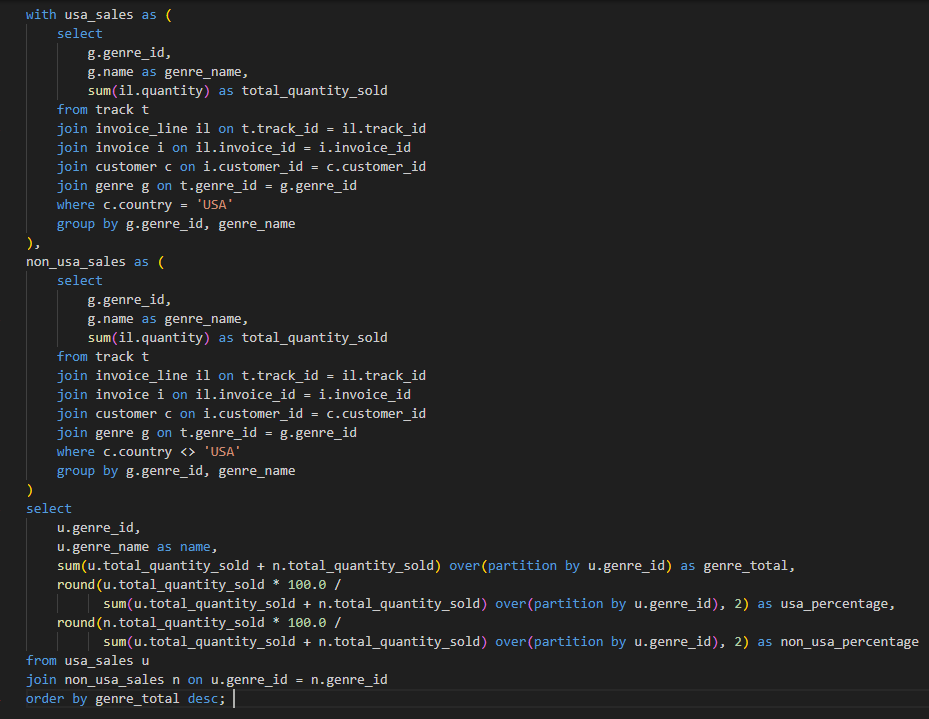 with usa_sales as (
    select
        g.genre_id,
        g.name as genre_name,
        sum(il.quantity) as total_quantity_sold
    from track t
    join invoice_line il on t.track_id = il.track_id
    join invoice i on il.invoice_id = i.invoice_id
    join customer c on i.customer_id = c.customer_id
    join genre g on t.genre_id = g.genre_id
    where c.country = 'USA'
    group by g.genre_id, genre_name
),
non_usa_sales as (
    select
        g.genre_id,
        g.name as genre_name,
        sum(il.quantity) as total_quantity_sold
    from track t
    join invoice_line il on t.track_id = il.track_id
    join invoice i on il.invoice_id = i.invoice_id
    join customer c on i.customer_id = c.customer_id
    join genre g on t.genre_id = g.genre_id
    where c.country <> 'USA'
    group by g.genre_id, genre_name
)
select
    u.genre_id,
    u.genre_name as name,
    sum(u.total_quantity_sold + n.total_quantity_sold) over(partition by u.genre_id) as genre_total,
    round(u.total_quantity_sold * 100.0 /
          sum(u.total_quantity_sold + n.total_quantity_sold) over(partition by u.genre_id), 2) as usa_percentage,
    round(n.total_quantity_sold * 100.0 /
          sum(u.total_quantity_sold + n.total_quantity_sold) over(partition by u.genre_id), 2) as non_usa_percentage
from usa_sales u
join non_usa_sales n on u.genre_id = n.genre_id
order by genre_total desc;